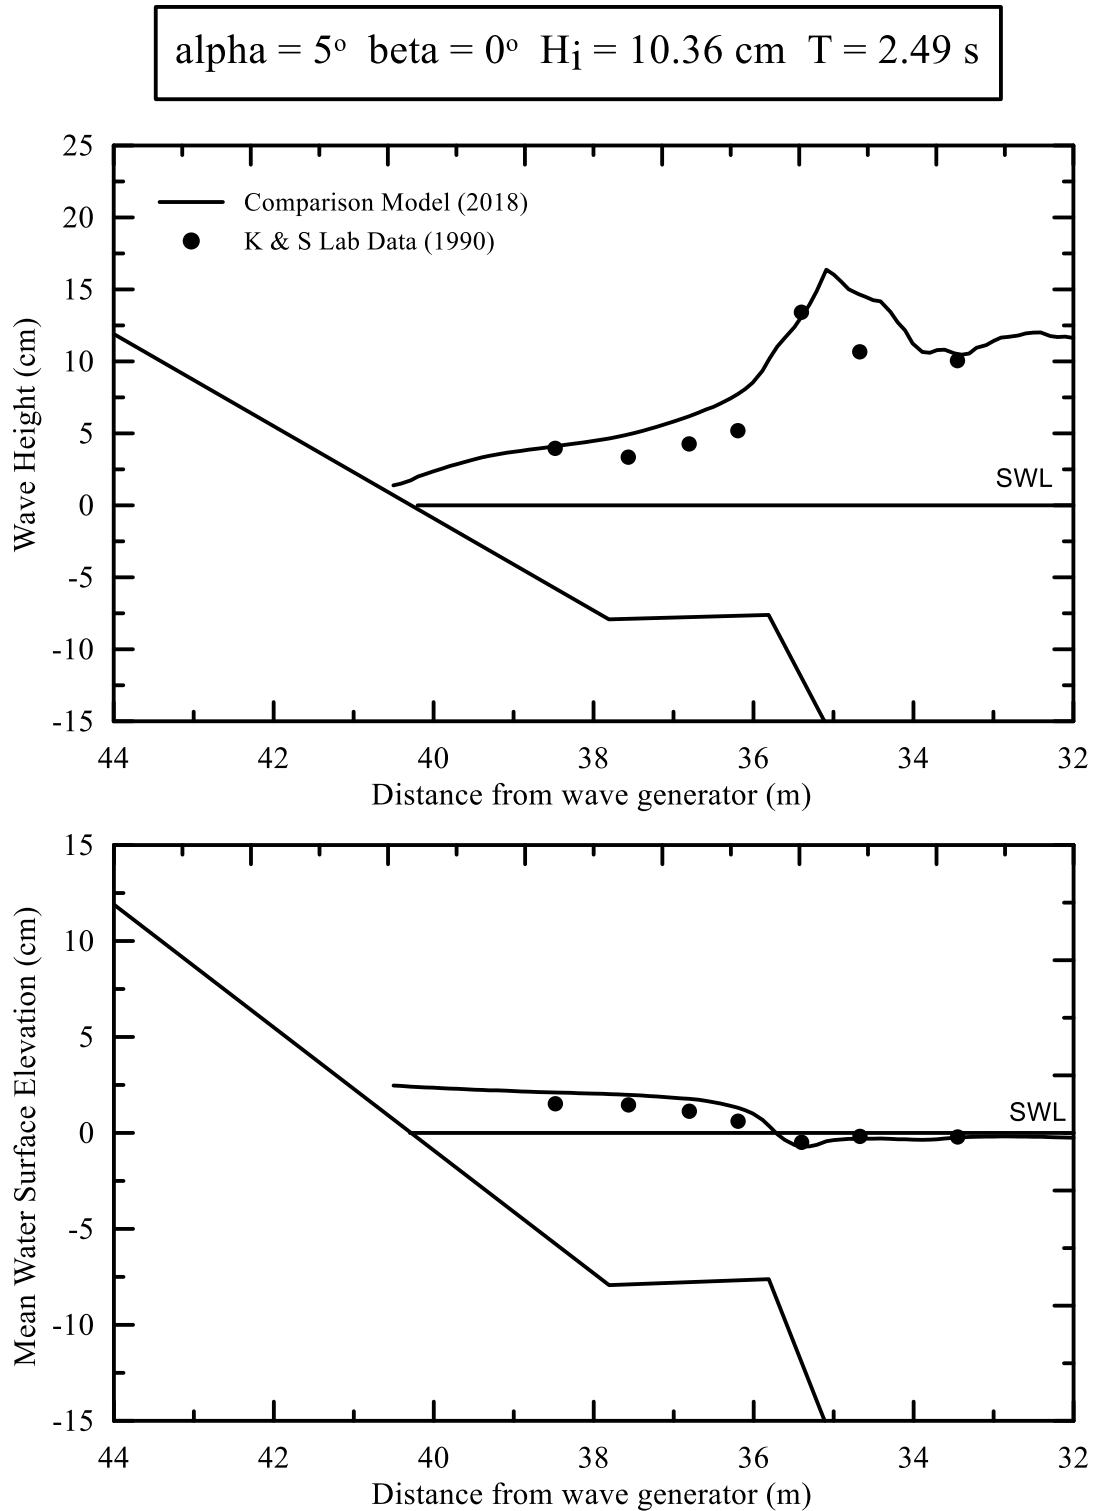 alpha = 5º  beta = 0º  Hi = 10.36 cm  T = 2.49 s
25
Comparison Model (2018)
20
K & S Lab Data (1990)
15
10
5
SWL
0
-5
-10
-15
Wave Height (cm)
44 42 40 38 36 34 32
Distance from wave generator (m)
15
10
5
SWL
0
-5
-10
-15
Mean Water Surface Elevation (cm)
44 42 40 38 36 34 32
Distance from wave generator (m)